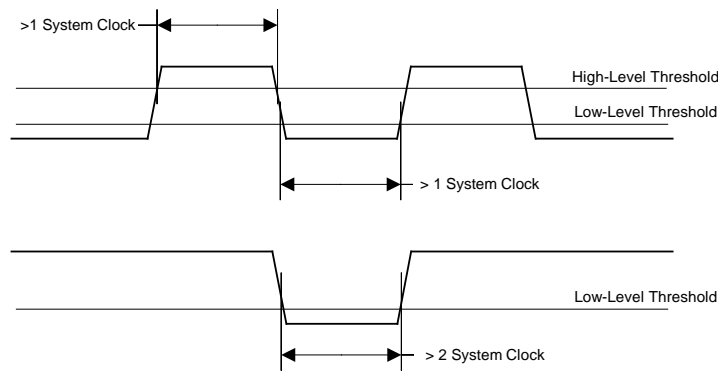 >1 System Clock
High-Level Threshold
Low-Level Threshold
> 1 System Clock
Low-Level Threshold
> 2 System Clock